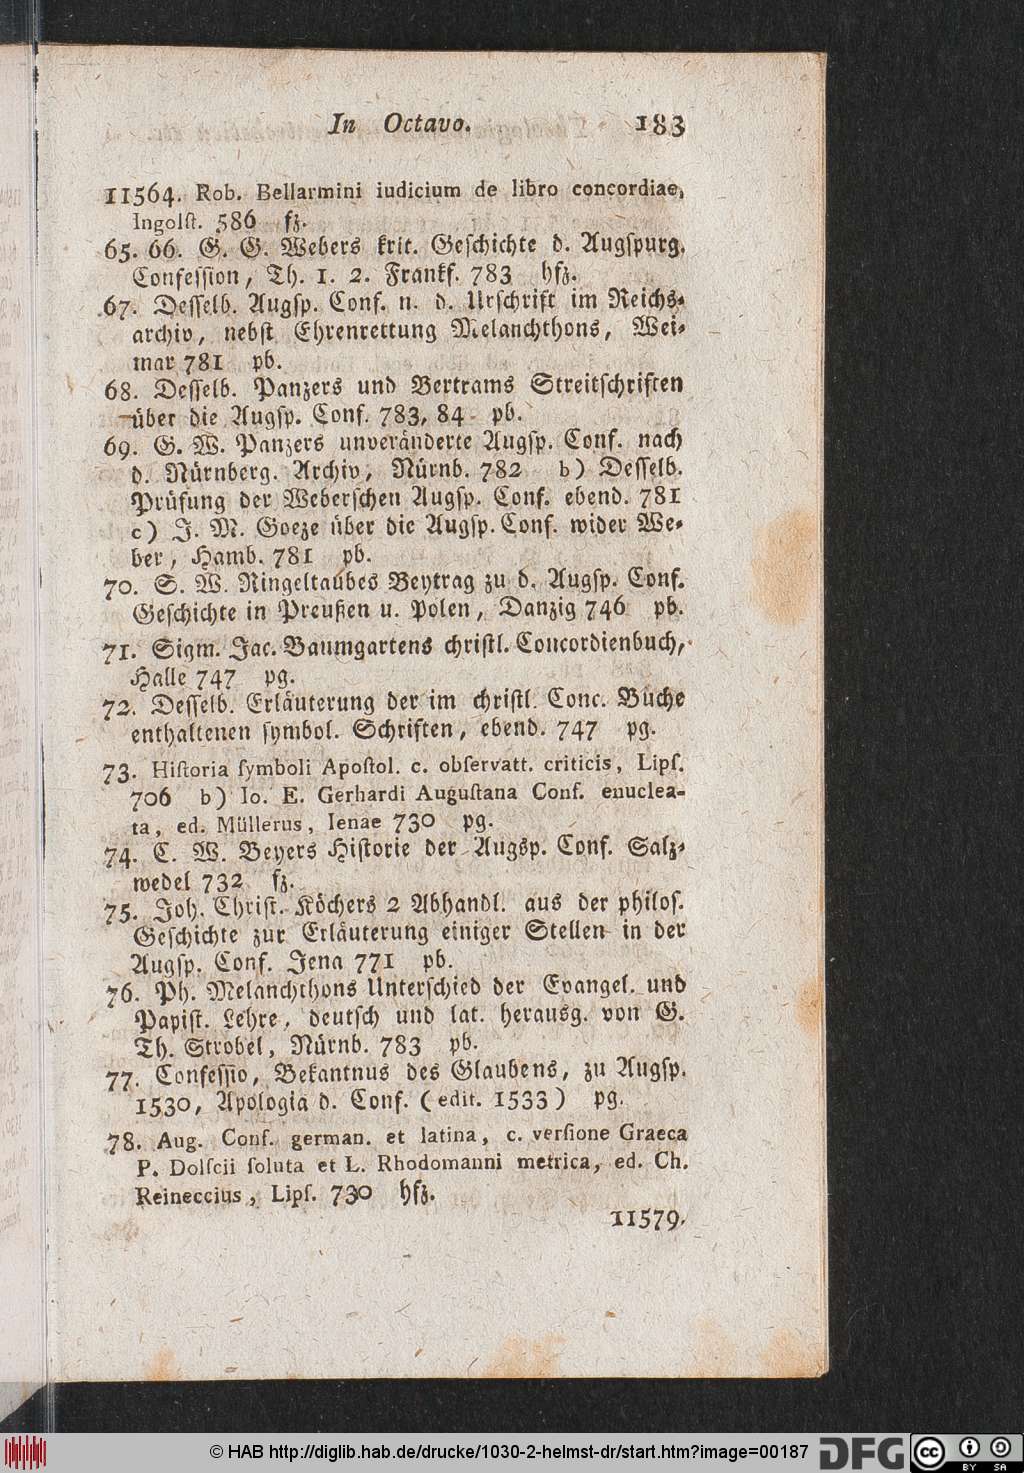 In Octavo. 183
11564. Rob. Bellarmini iudicium de libro concordiae,
Ingolſt. 586 fz.
65. 66. G. G. Webers krit. Geſchichte d. Augſpurg.
Confeſſion, Th. 1. 2. Frankf. 783 hfz.
67. Deſſelb. Augſp. Conf. n. d. Urſchrift im Reichs-
archiv, nebſt Ehrenrettung Melanchthons, Wei-
mar 781 pb.
68. Deſſelb. Panzers und Bertrams Streitſchriften
über die Augſp. Conf. 783, 84 pb.
69. G. W. Panzers unveränderte Augſp. Conf. nach
d. Nürnberg. Archiv, Nürnb. 782 b) Deſſelb.
Prüfung der Weberſchen Augſp. Conf. ebend. 781
c) J. M. Goeze über die Augſp. Conf. wider We-
ber, Hamb. 781 pb.
70. S. W. Ringeltaubes Beytrag zu d. Augſp. Conf.
Geſchichte in Preußen u. Polen, Danzig 746 pb.
71. Sigm. Jac. Baumgartens chriſtl. Concordienbuch,
Halle 747 pg.
72. Deſſelb. Erläuterung der im chriſtl. Conc. Buche
enthaltenen ſymbol. Schriften, ebend. 747 pg.
73. Hiſtoria ſymboli Apoſtol. c. obſervatt. criticis, Lipſ.
706 b) Io. E. Gerhardi Auguſtana Conf. enuclea-
ta, ed. Müllerus, Ienae 730 pg.
74. C. W. Beyers Hiſtorie der Augſp. Conf. Salz-
wedel 732 fz.
75. Joh. Chriſt. Köchers 2 Abhandl. aus der philoſ.
Geſchichte zur Erläuterung einiger Stellen in der
Augſp. Conf. Jena 771 pb.
76. Ph. Melanchthons Unterſchied der Evangel. und
Papiſt. Lehre, deutſch und lat. herausg. von G.
Th. Strobel, Nürnb. 783 pb.
77. Confeſſio, Bekantnus des Glaubens, zu Augſp.
1530, Apologia d. Conf. (edit. 1533) pg.
78. Aug. Conf. german. et latina, c. verſione Graeca
P. Dolſcii ſoluta et L. Rhodomanni metrica, ed. Ch.
Reineccius, Lipſ. 730 hfz.
11579.
© HAB http://diglib.hab.de/drucke/1030-2-helmst-dr/start.htm?image=00187 DFG cc BY SA